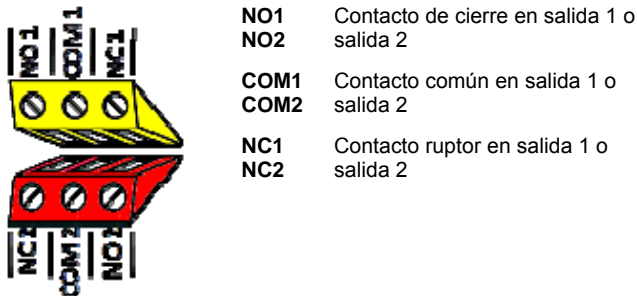 NO1
COM1
NC1
NC2
COM2
NO2
NO1 Contacto de cierre en salida 1 o
NO2 salida 2
COM1 Contacto común en salida 1 o
COM2 salida 2
NC1 Contacto ruptor en salida 1 o
NC2 salida 2